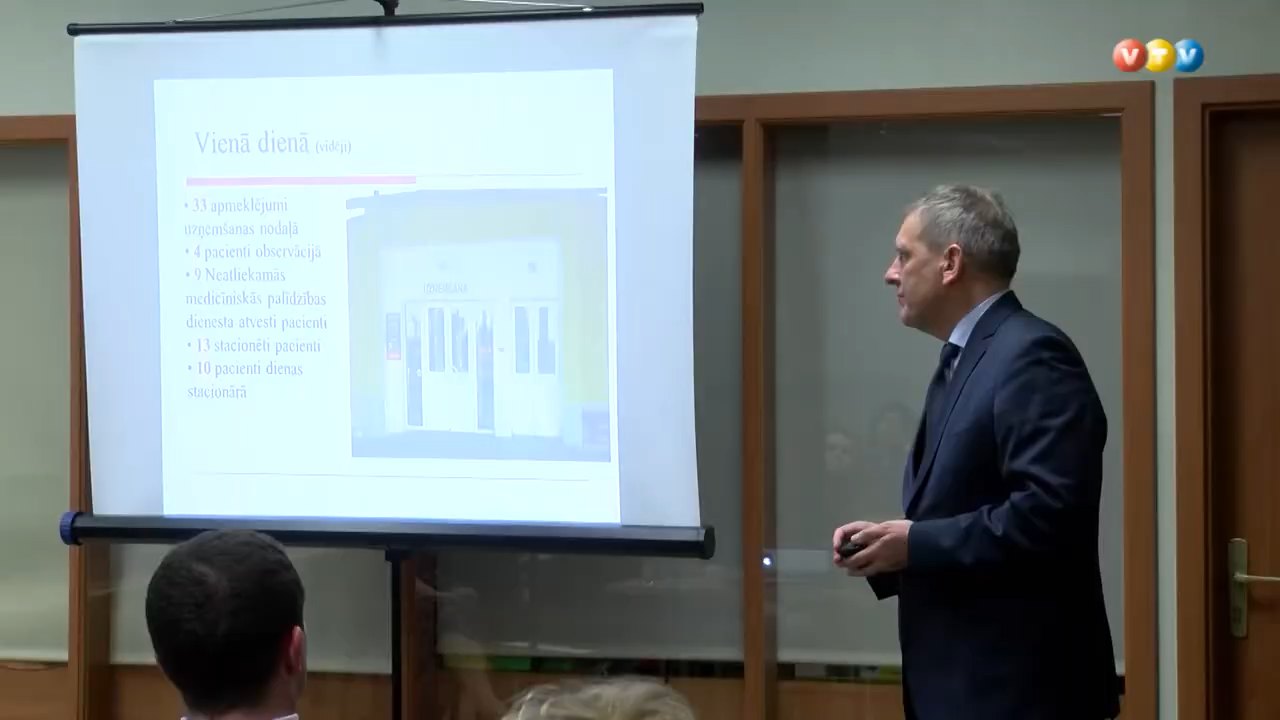 VTV
Vienā dienā (vidēji)
• 33 apmeklējumi
uzņemšanas nodaļā
• 4 pacienti observācijā
• 9 Neatliekamās
medicīniskās palīdzības
dienesta atvesti pacienti
• 13 stacionēti pacienti
• 10 pacienti dienas
stacionārā
UZŅEMŠANA